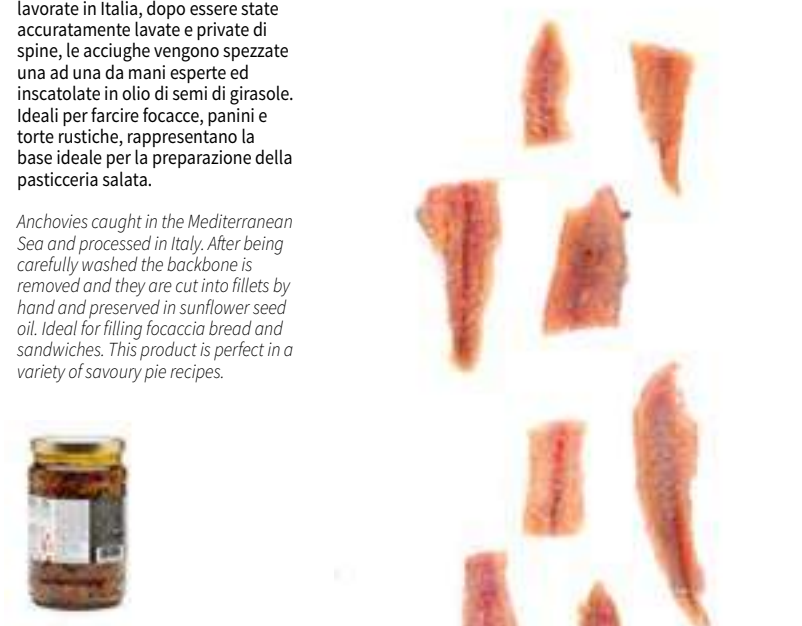 lavorate in Italia, dopo essere state
accuratamente lavate e private di
spine, le acciughe vengono spezzate
una ad una da mani esperte ed
inscatolate in olio di semi di girasole.
Ideali per farcire focacce, panini e
torte rustiche, rappresentano la
base ideale per la preparazione della
pasticceria salata.
Anchovies caught in the Mediterranean
Sea and processed in Italy. After being
carefully washed the backbone is
removed and they are cut into fillets by
hand and preserved in sunflower seed
oil. Ideal for filling focaccia bread and
sandwiches. This product is perfect in a
variety of savoury pie recipes.